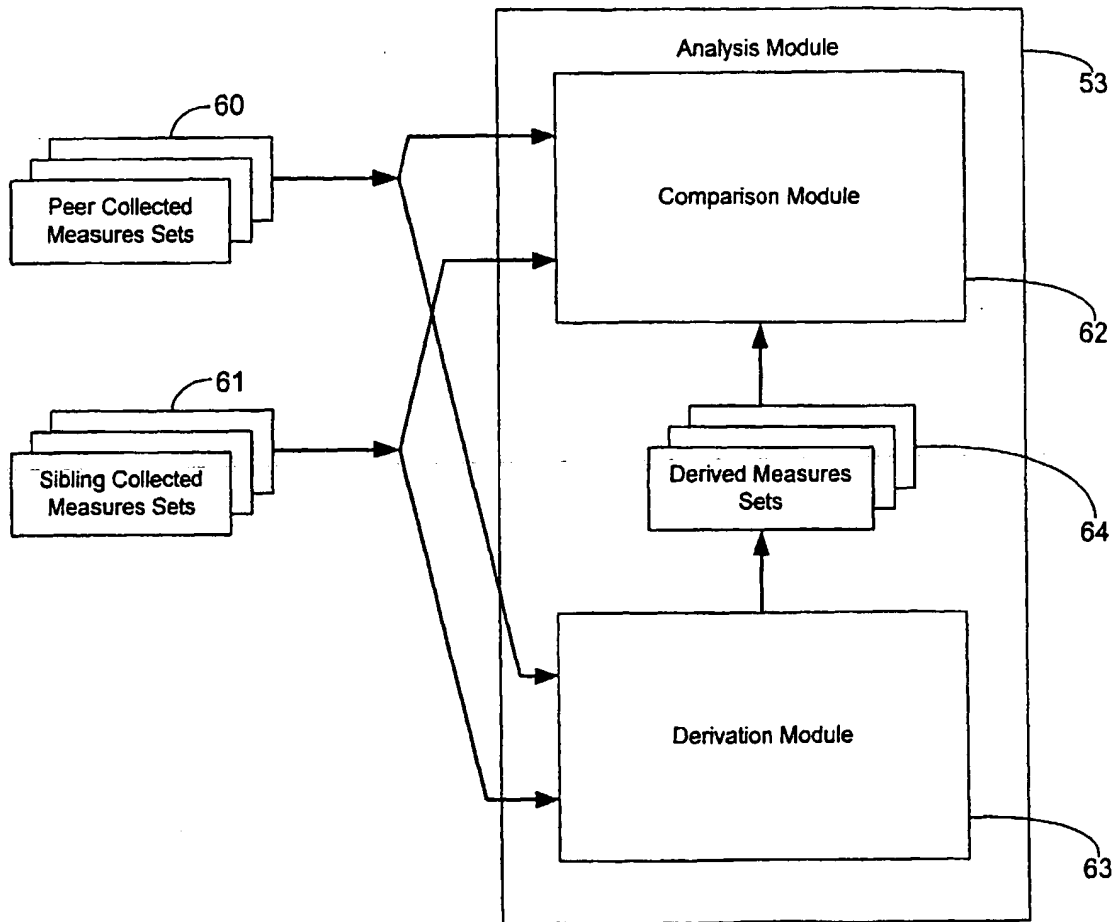 Analysis Module
53
60
Peer Collected
Measures Sets
Comparison Module
62
61
Sibling Collected
Measures Sets
Derived Measures
Sets
64
Derivation Module
63